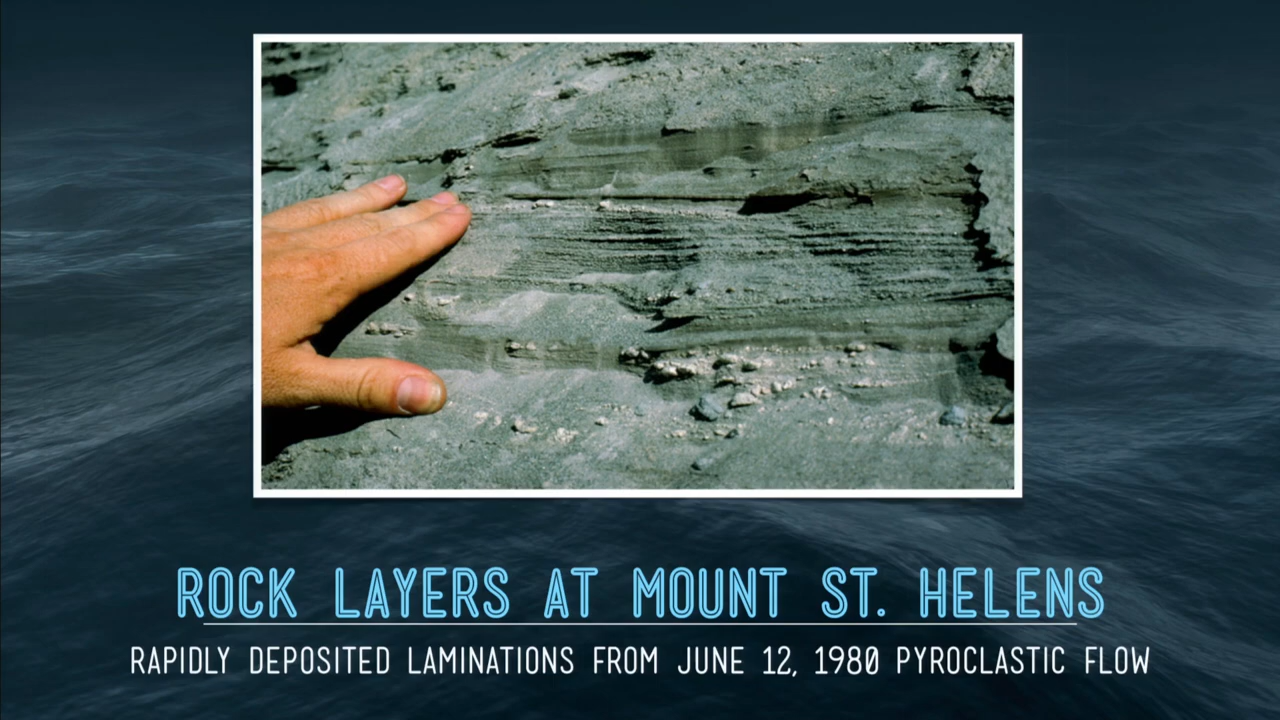 ROCK LAYERS AT MOUNT ST. HELENS
RAPIDLY DEPOSITED LAMINATIONS FROM JUNE 12, 1980 PYROCLASTIC FLOW